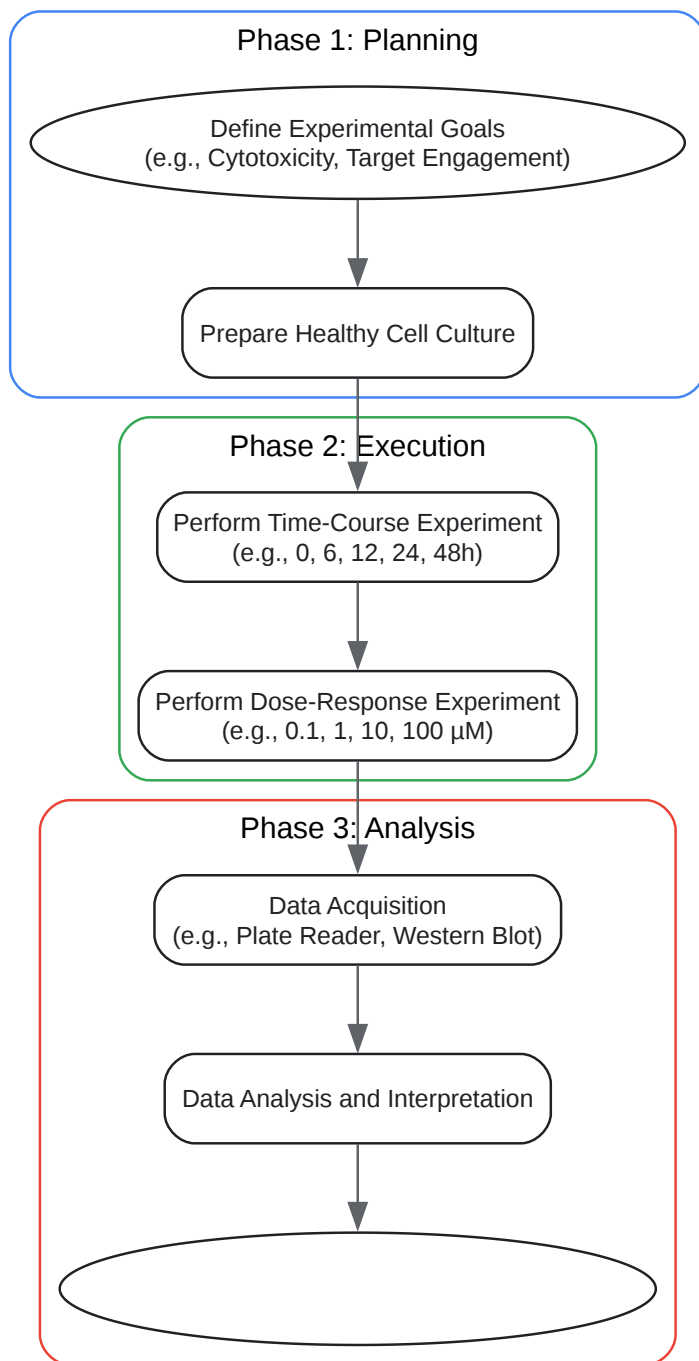 Phase 1: Planning
Define Experimental Goals
(e.g., Cytotoxicity, Target Engagement)
Prepare Healthy Cell Culture
Phase 2: Execution
Perform Time-Course Experiment
(e.g., 0, 6, 12, 24, 48h)
Perform Dose-Response Experiment
(e.g., 0.1, 1, 10, 100 µM)
Phase 3: Analysis
Data Acquisition
(e.g., Plate Reader, Western Blot)
Data Analysis and Interpretation